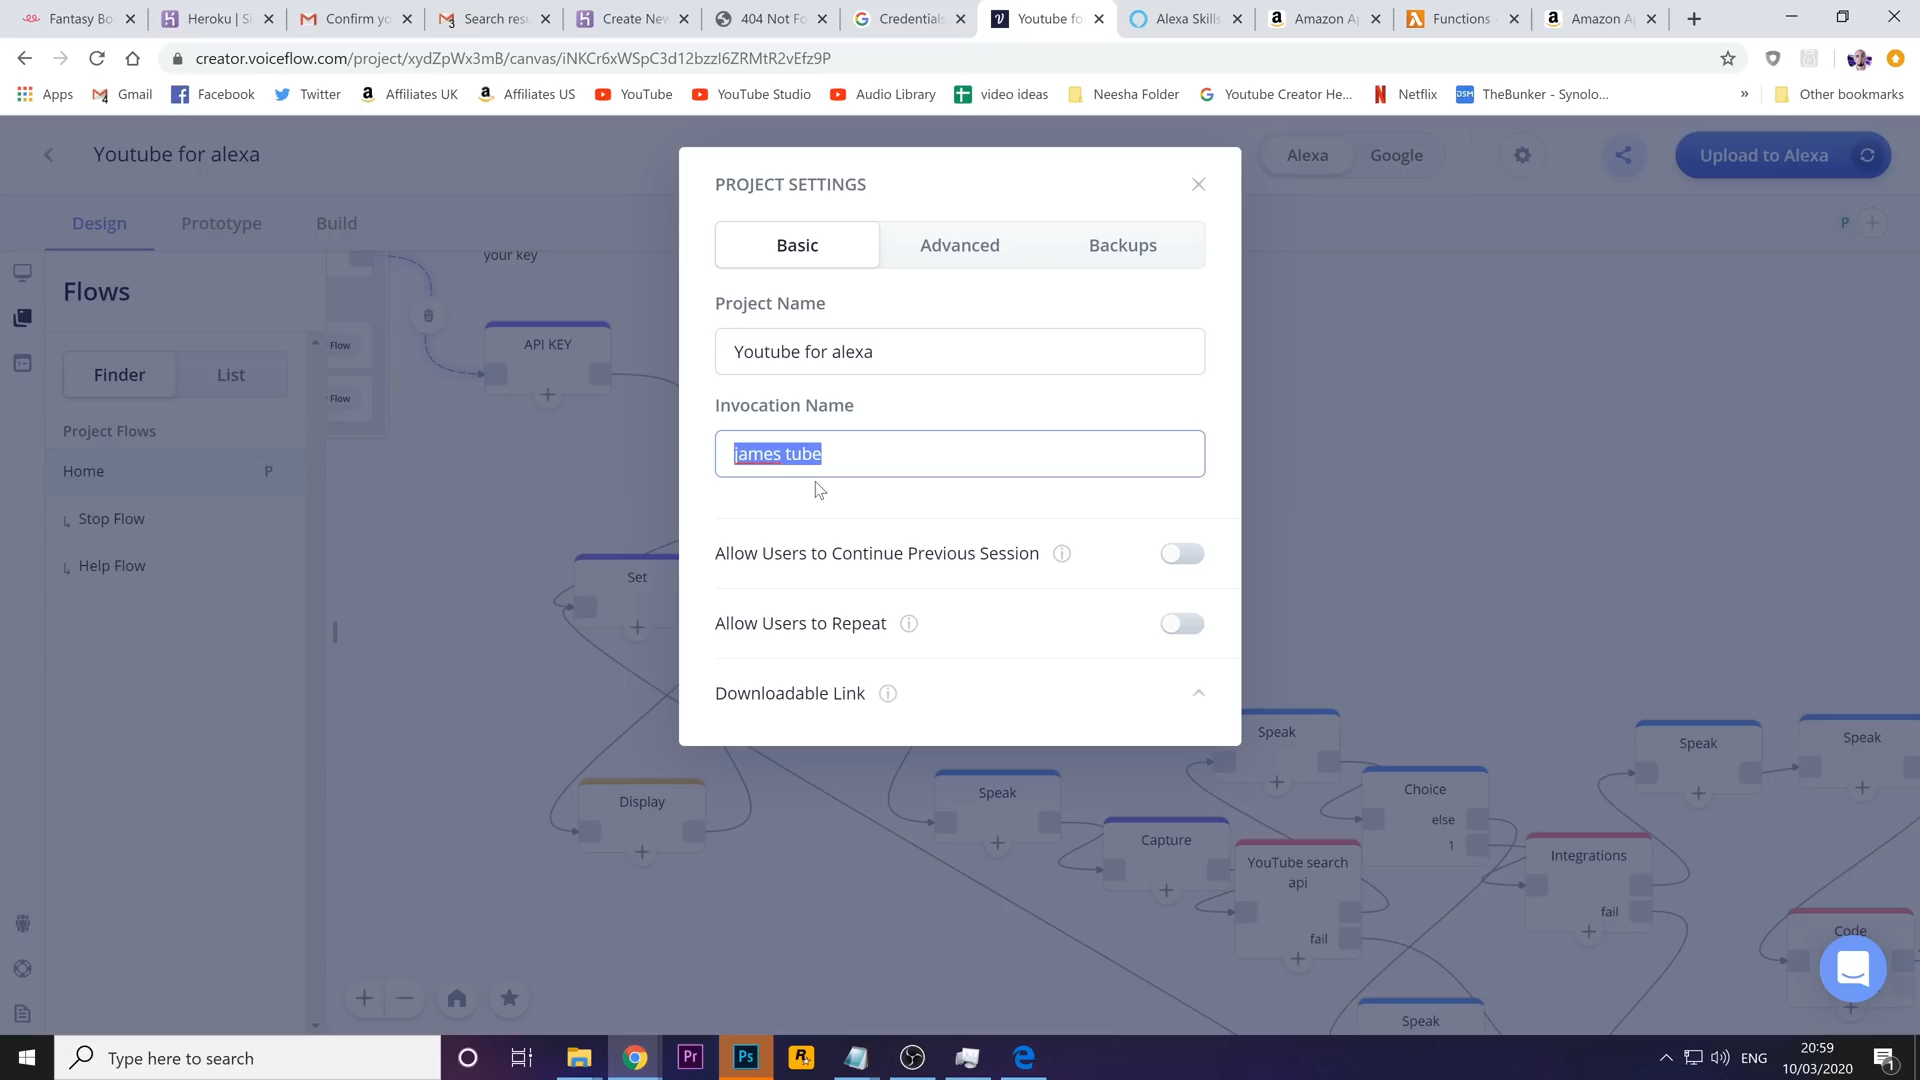 Fantasy Bo
Heroku | S
Confirm yo
Search res
Create New
404 Not Fo
Credentials
Youtube fo
Alexa Skills
Amazon A
Functions
Amazon A
creator.voiceflow.com/project/xydZpWx3mB/canvas/iNKCr6xWSpC3d12bzzI6ZRMtR2vEfz9P
Apps
Gmail
Facebook
Twitter
Affiliates UK
Affiliates US
YouTube
YouTube Studio
Audio Library
video ideas
Neesha Folder
Youtube Creator He...
Netflix
DSM
TheBunker - Synolo...
»
Other bookmarks
Youtube for alexa
Alexa
Google
Upload to Alexa
Design
Prototype
Build
P
Flows
Finder
List
Project Flows
Home P
Stop Flow
Help Flow
your key
Flow
Flow
API KEY
Set
Display
PROJECT SETTINGS
Basic
Advanced
Backups
Project Name
Youtube for alexa
Invocation Name
james tube
Allow Users to Continue Previous Session
Allow Users to Repeat
Downloadable Link
Speak
Capture
YouTube search
api
fail
Speak
Choice
else
1
Integrations
fail
Speak
Speak
Code
Speak
Type here to search
Pr
Ps
R
ENG
20:59
10/03/2020
1